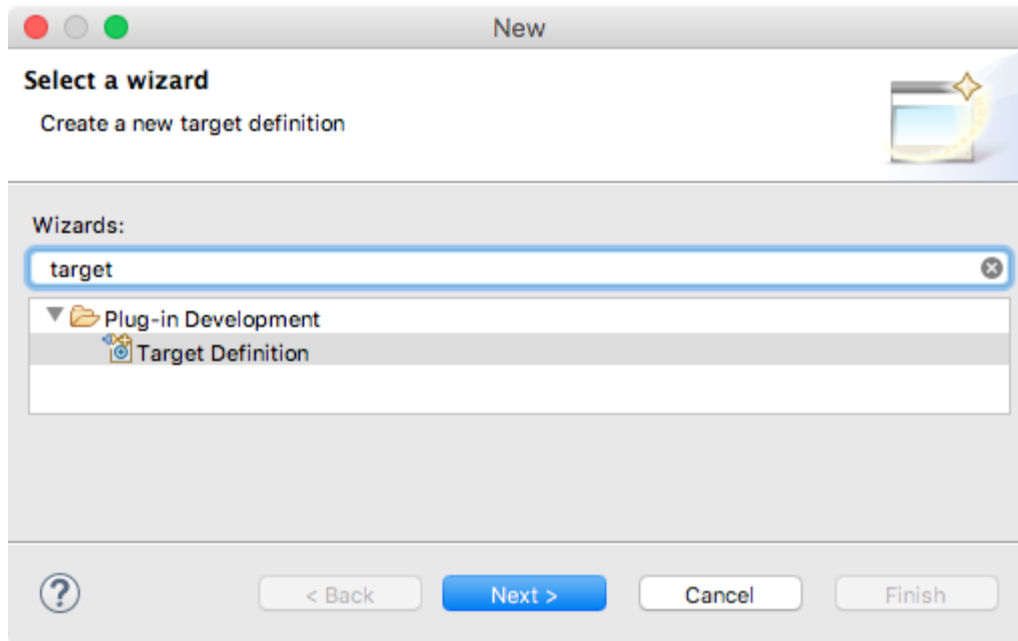 New
Select a wizard
Create a new target definition
Wizards:
target
Plug-in Development
Target Definition
?
< Back
Next >
Cancel
Finish